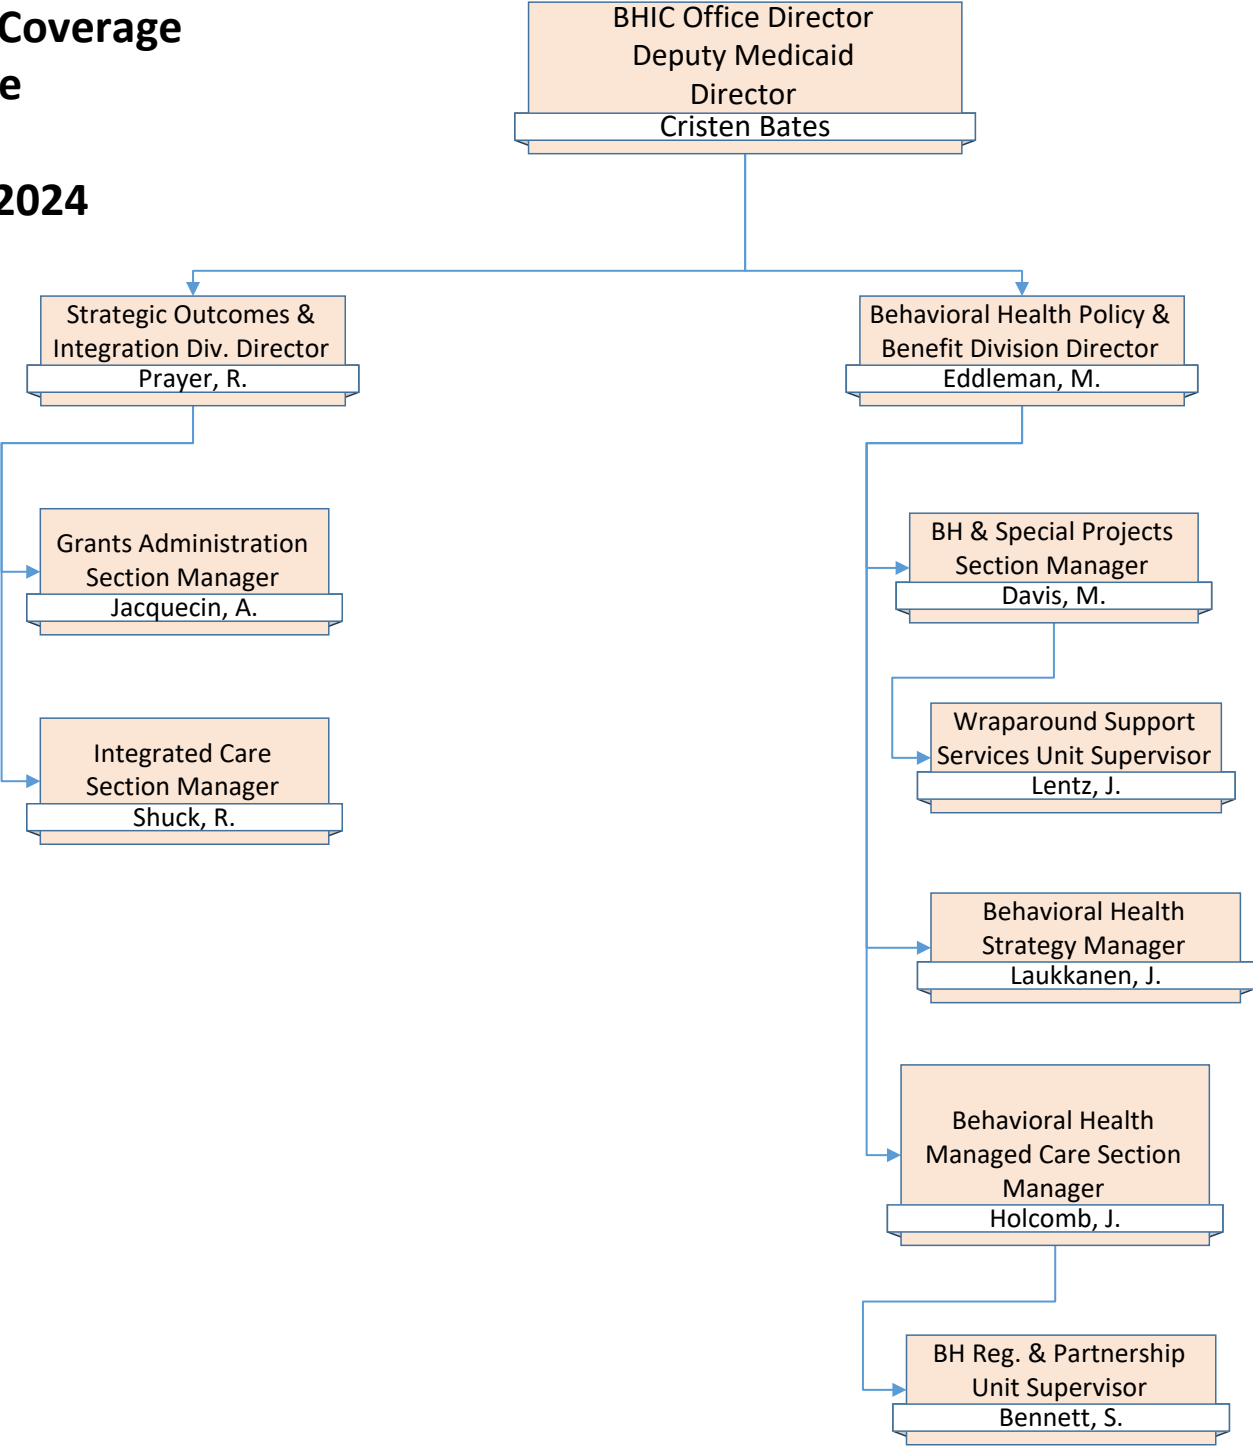 Coverage
e
2024
BHIC Office Director
Deputy Medicaid
Director
Cristen Bates
Strategic Outcomes &
Integration Div. Director
Prayer, R.
Grants Administration
Section Manager
Jacquecin, A.
Integrated Care
Section Manager
Shuck, R.
Behavioral Health Policy &
Benefit Division Director
Eddleman, M.
BH & Special Projects
Section Manager
Davis, M.
Wraparound Support
Services Unit Supervisor
Lentz, J.
Behavioral Health
Strategy Manager
Laukkanen, J.
Behavioral Health
Managed Care Section
Manager
Holcomb, J.
BH Reg. & Partnership
Unit Supervisor
Bennett, S.